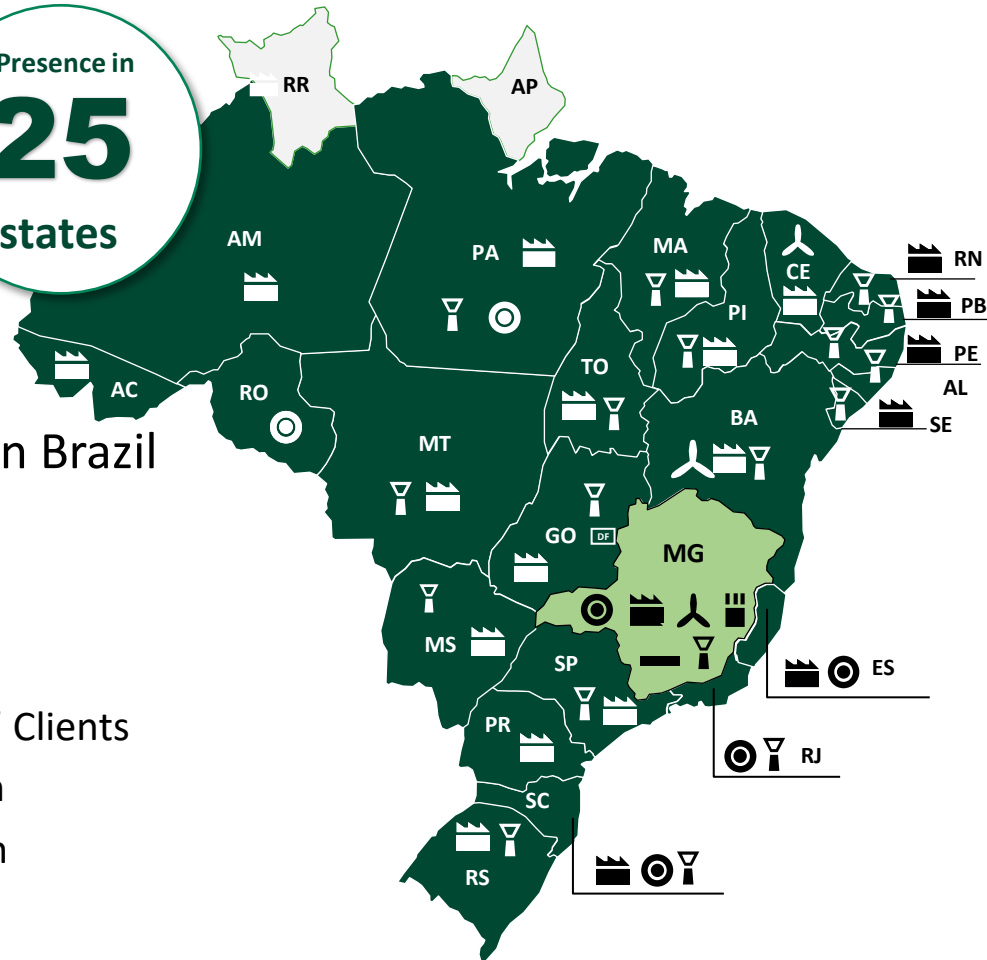 Presence in
25
states
RR
AP
AM
PA
MA
CE
RN
PI
PB
PE
TO
AL
AC
RO
BA
SE
MT
n Brazil
GO
DF
MG
MS
SP
ES
Clients
PR
RJ
SC
RS